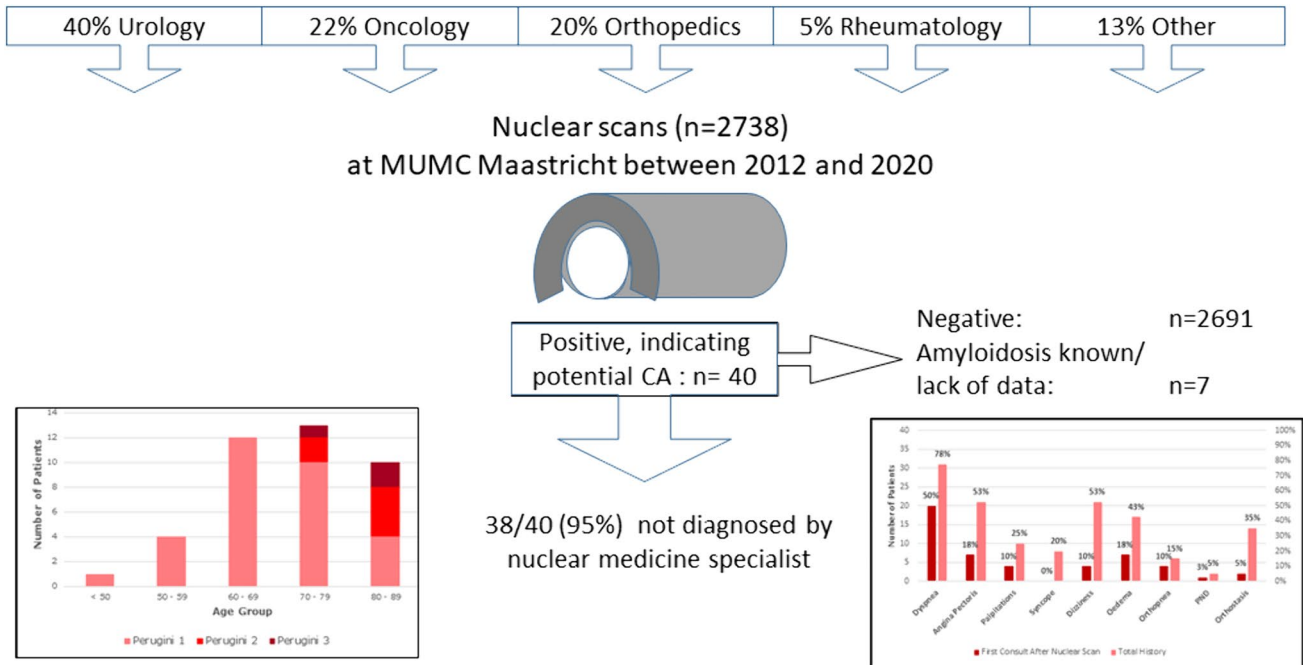 40% Urology 22% Oncology 20% Orthopedics 5% Rheumatology 13% Other
Nuclear scans (n=2738)
at MUMC Maastricht between 2012 and 2020
Positive, indicating
potential CA : n= 40
Negative: n=2691
Amyloidosis known/
lack of data: n=7
38/40 (95%) not diagnosed by
nuclear medicine specialist
Number of Patients
14
12
10
8
6
4
2
0
< 50 50 - 59 60 - 69 70 - 79 80 - 89
Age Group
Perugini 1 Perugini 2 Perugini 3
Number of Patients
40
35
30
25
20
15
10
5
0
100%
90%
80%
70%
60%
50%
40%
30%
20%
10%
0%
50% 78% 18% 53% 10% 25% 0% 20% 10% 53% 18% 43% 10% 15% 3% 5% 5% 35%
Dyspnea Angina Pectoris Palpitations Syncope Dizziness Oedema Orthopnea PND Orthostasis
First Consult After Nuclear Scan Total History